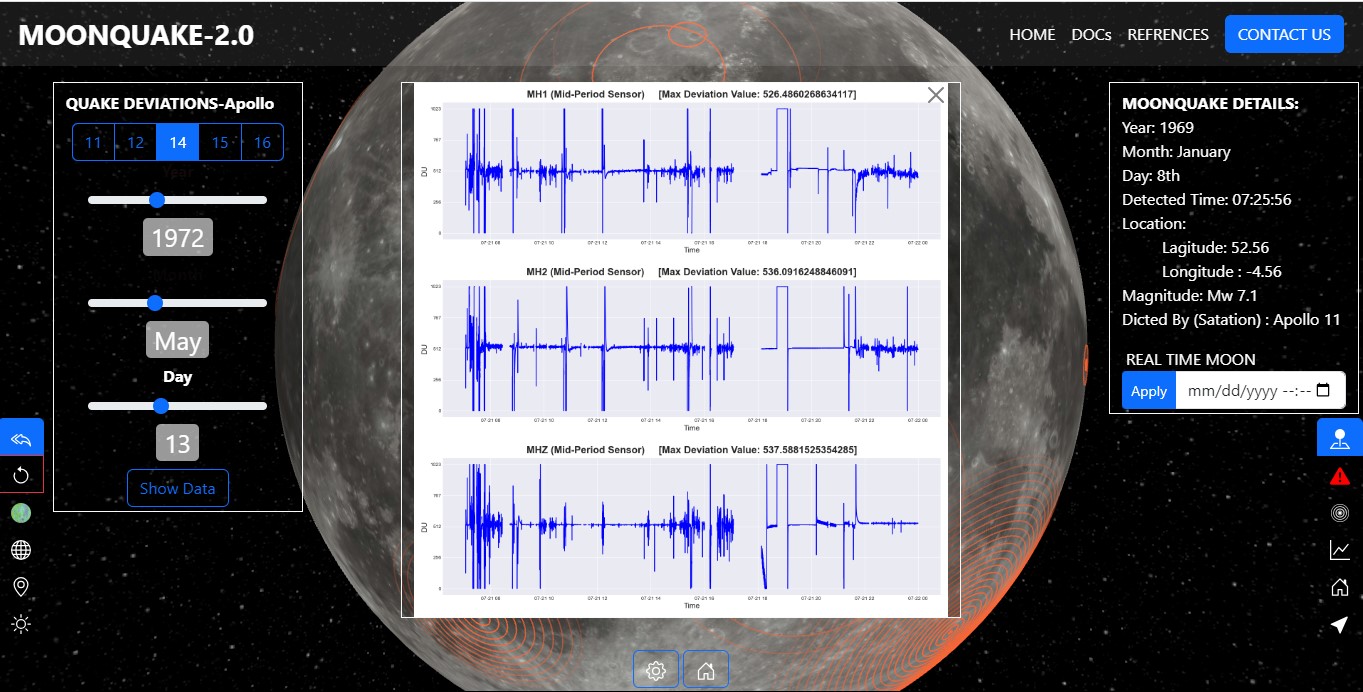 MOONQUAKE-2.0
HOME DOCs REFRENCES CONTACT US
QUAKE DEVIATIONS-Apollo
11 12 14 15 16
Year
1972
May
Day
13
Show Data
MH1 (Mid-Period Sensor) [Max Deviation Value: 526.4860268634117]
1023
767
512
256
0
DU
07-21 08 07-21 10 07-21 12 07-21 14 07-21 16 07-21 18 07-21 20 07-21 22 07-22 00
Time
MH2 (Mid-Period Sensor) [Max Deviation Value: 536.0916248846091]
1023
767
512
256
0
DU
07-21 08 07-21 10 07-21 12 07-21 14 07-21 16 07-21 18 07-21 20 07-21 22 07-22 00
Time
MHZ (Mid-Period Sensor) [Max Deviation Value: 537.5881525354285]
1023
767
512
256
0
DU
07-21 08 07-21 10 07-21 12 07-21 14 07-21 16 07-21 18 07-21 20 07-21 22 07-22 00
Time
MOONQUAKE DETAILS:
Year: 1969
Month: January
Day: 8th
Detected Time: 07:25:56
Location:
Lagitude: 52.56
Longitude : -4.56
Magnitude: Mw 7.1
Dicted By (Satation) : Apollo 11
REAL TIME MOON
Apply mm/dd/yyyy --:--